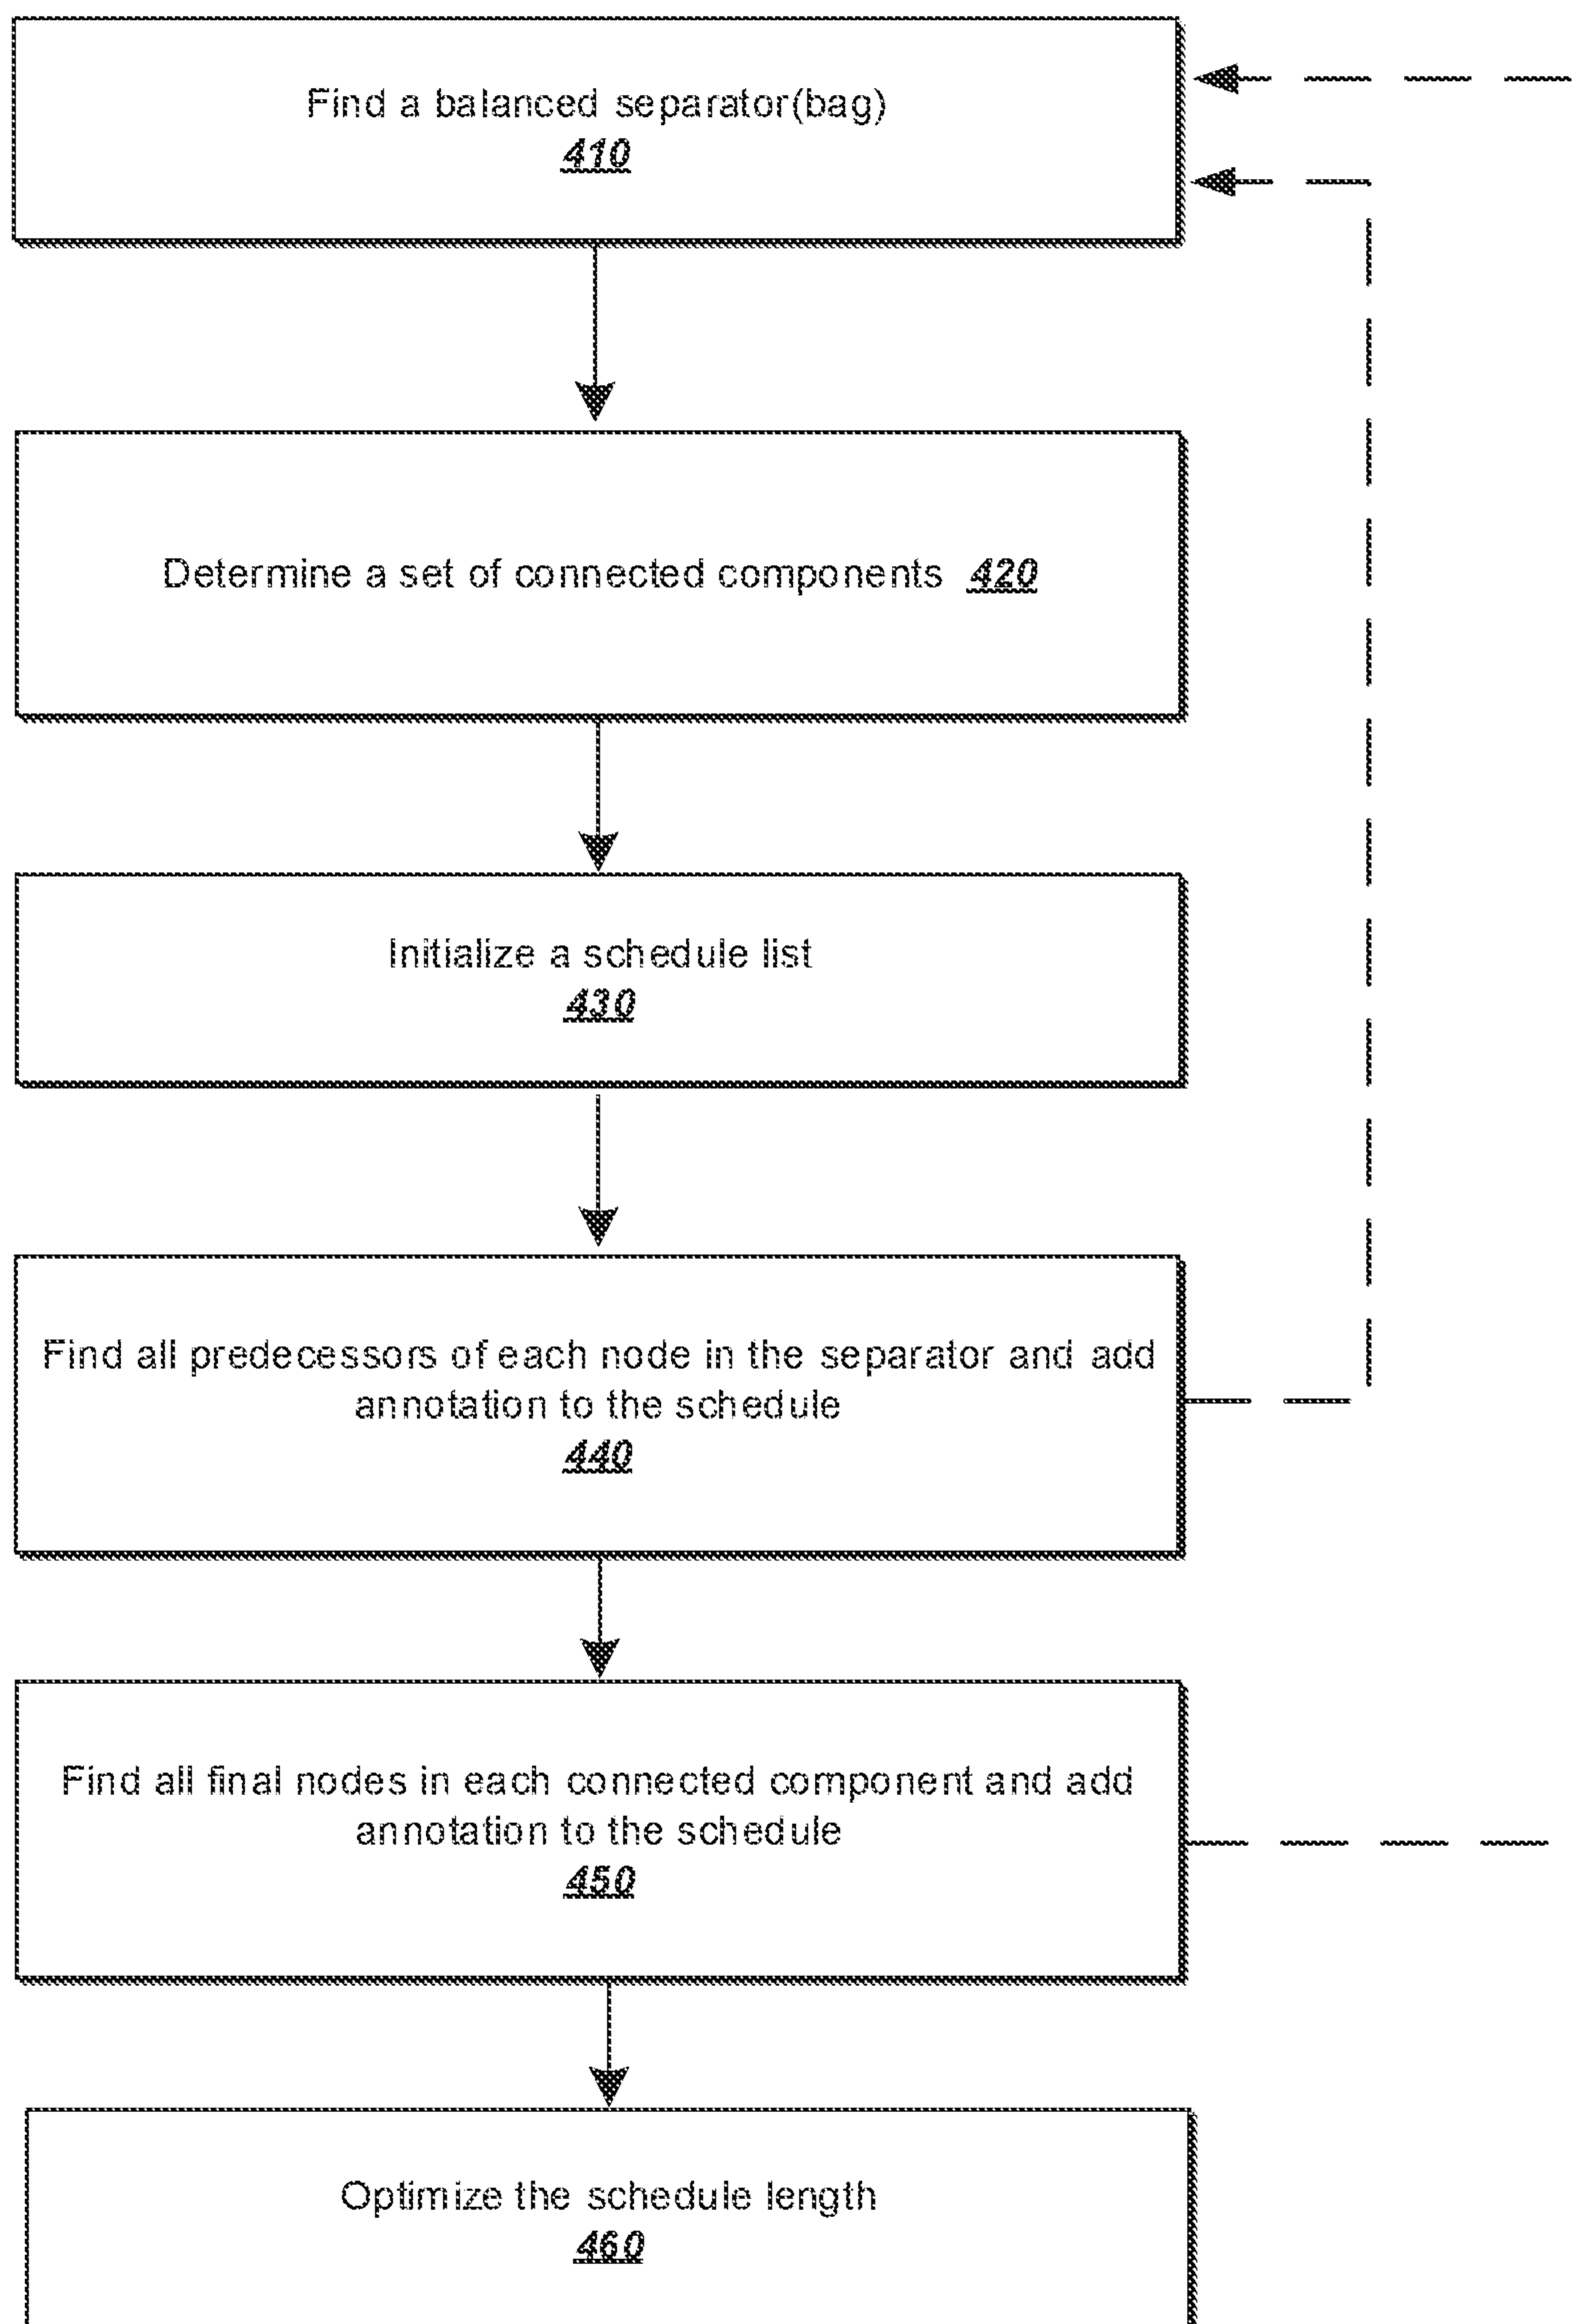 Find a balanced separator(bag)
410
Determine a set of connected components 420
Initialize a schedule list
430
Find all predecessors of each node in the separator and add
annotation to the schedule
440
Find all final nodes in each connected component and add
annotation to the schedule
450
Optimize the schedule length
460